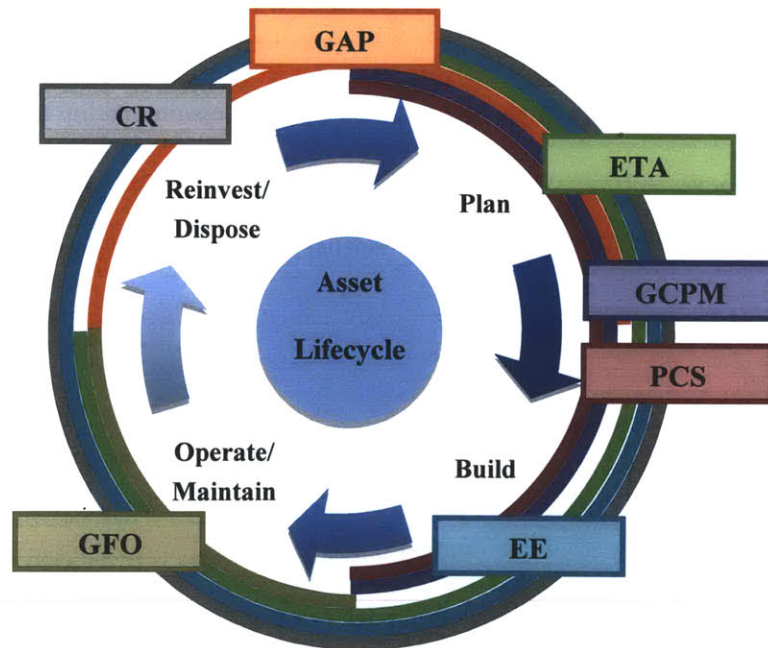 GAP
CR
ETA
Reinvest/
Dispose
Plan
Asset
Lifecycle
GCPM
PCS
Operate/
Maintain
Build
GFO
EE